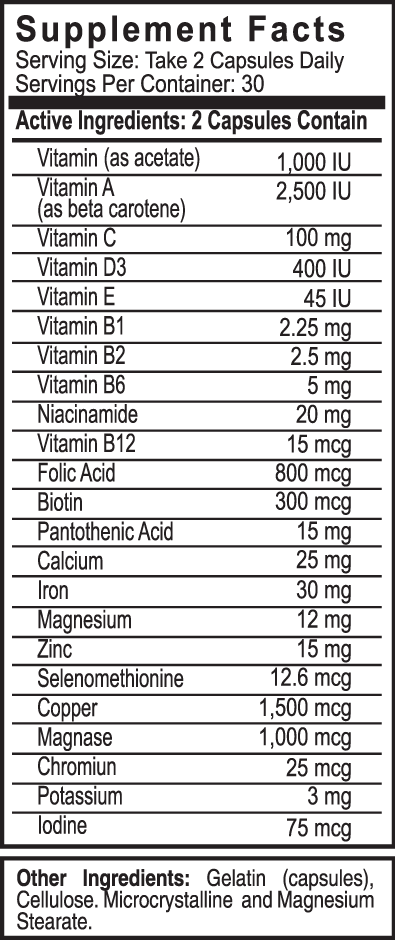 Supplement Facts
Serving Size: Take 2 Capsules Daily
Servings Per Container: 30
Active Ingredients: 2 Capsules Contain
Vitamin (as acetate) 1,000 IU
Vitamin A 2,500 IU
(as beta carotene)
Vitamin C 100 mg
Vitamin D3 400 IU
Vitamin E 45 IU
Vitamin B1 2.25 mg
Vitamin B2 2.5 mg
Vitamin B6 5 mg
Niacinamide 20 mg
Vitamin B12 15 mcg
Folic Acid 800 mcg
Biotin 300 mcg
Pantothenic Acid 15 mg
Calcium 25 mg
Iron 30 mg
Magnesium 12 mg
Zinc 15 mg
Selenomethionine 12.6 mcg
Copper 1,500 mcg
Magnase 1,000 mcg
Chromiun 25 mcg
Potassium 3 mg
Iodine 75 mcg
Other Ingredients: Gelatin (capsules),
Cellulose. Microcrystalline and Magnesium
Stearate.